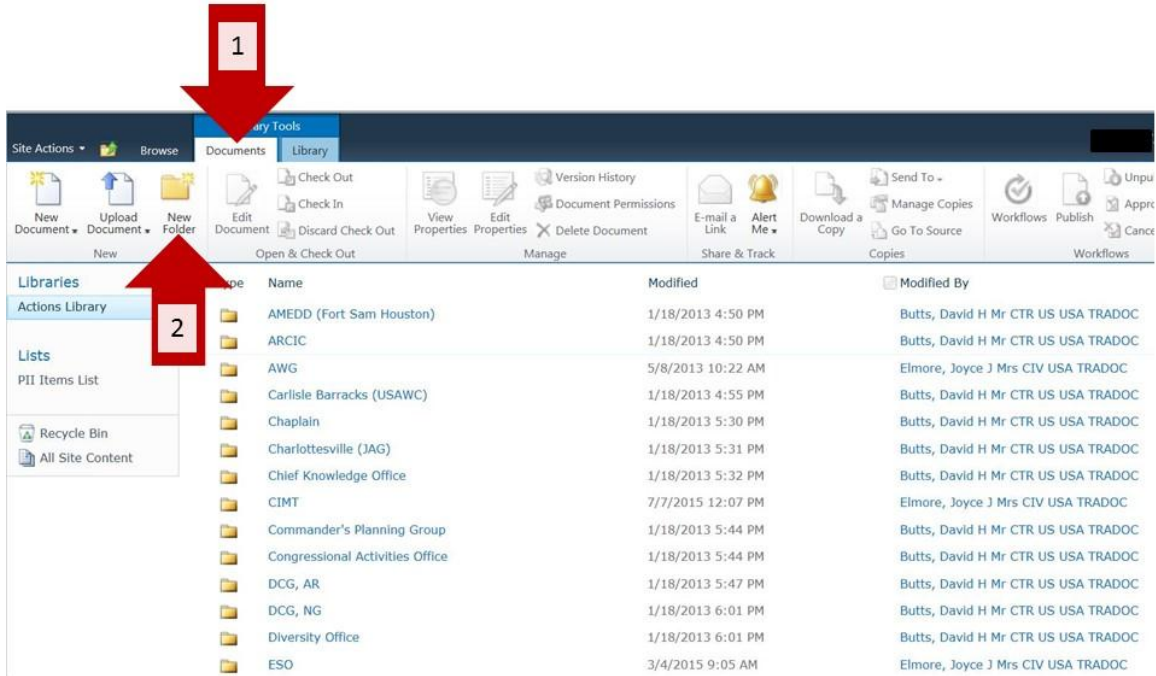 1
ary Tools
Site Actions Browse Documents Library
New Document Upload Document New Folder
New
Edit Document Check Out Check In Discard Check Out
Open & Check Out
View Properties Edit Properties Version History Document Permissions Delete Document
Manage
E-mail a Link Alert Me
Share & Track
Download a Copy Send To Manage Copies Go To Source
Copies
Workflows Publish Unpu Appro Cance
Workflows
Libraries
Actions Library
2
Lists
PII Items List
Recycle Bin
All Site Content
pe Name Modified Modified By
AMEDD (Fort Sam Houston) 1/18/2013 4:50 PM Butts, David H Mr CTR US USA TRADOC
ARCIC 1/18/2013 4:50 PM Butts, David H Mr CTR US USA TRADOC
AWG 5/8/2013 10:22 AM Elmore, Joyce J Mrs CIV USA TRADOC
Carlisle Barracks (USAWC) 1/18/2013 4:55 PM Butts, David H Mr CTR US USA TRADOC
Chaplain 1/18/2013 5:30 PM Butts, David H Mr CTR US USA TRADOC
Charlottesville (JAG) 1/18/2013 5:31 PM Butts, David H Mr CTR US USA TRADOC
Chief Knowledge Office 1/18/2013 5:32 PM Butts, David H Mr CTR US USA TRADOC
CIMT 7/7/2015 12:07 PM Elmore, Joyce J Mrs CIV USA TRADOC
Commander's Planning Group 1/18/2013 5:44 PM Butts, David H Mr CTR US USA TRADOC
Congressional Activities Office 1/18/2013 5:44 PM Butts, David H Mr CTR US USA TRADOC
DCG, AR 1/18/2013 5:47 PM Butts, David H Mr CTR US USA TRADOC
DCG, NG 1/18/2013 6:01 PM Butts, David H Mr CTR US USA TRADOC
Diversity Office 1/18/2013 6:01 PM Butts, David H Mr CTR US USA TRADOC
ESO 3/4/2015 9:05 AM Elmore, Joyce J Mrs CIV USA TRADOC